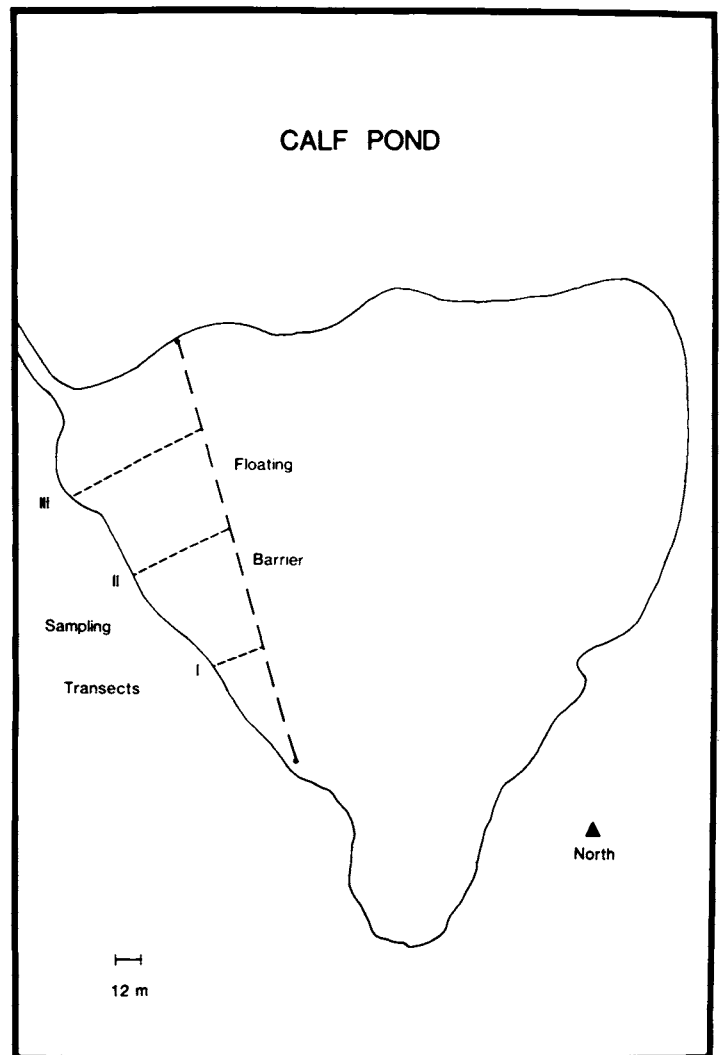 CALF POND
Floating
III
Barrier
II
Sampling
I
Transects
North
12 m